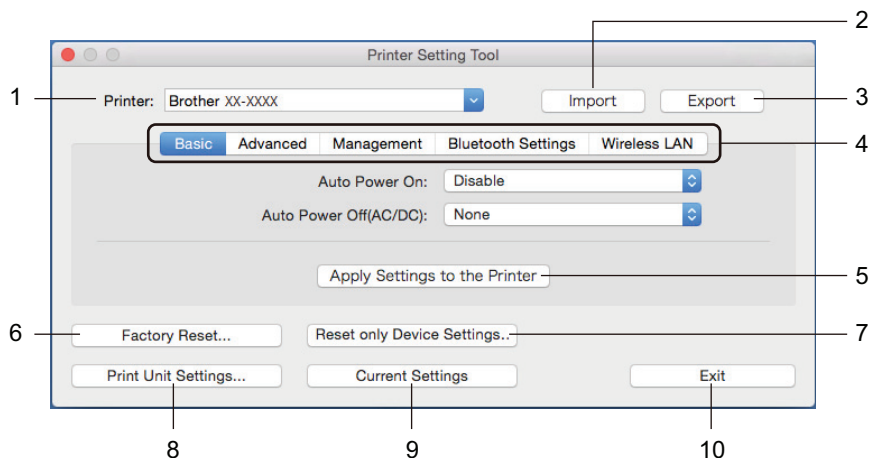 2
Printer Setting Tool
1 Printer: Brother XX-XXXX Import Export 3
Basic Advanced Management Bluetooth Settings Wireless LAN 4
Auto Power On: Disable
Auto Power Off(AC/DC): None
Apply Settings to the Printer 5
6 Factory Reset... Reset only Device Settings.. 7
Print Unit Settings... Current Settings Exit
8 9 10